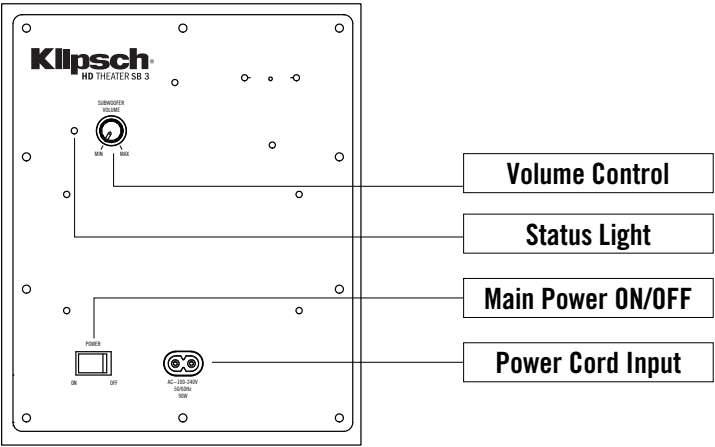 Klipsch
HD THEATER SB 3
SUBWOOFER
VOLUME
MIN MAX
Volume Control
Status Light
Main Power ON/OFF
POWER
Power Cord Input
ON OFF
AC~100-240V
50/60Hz
90W